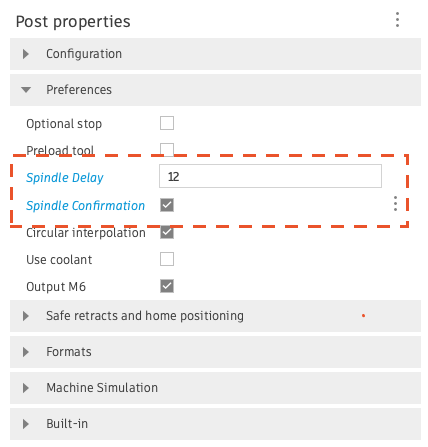 Post properties
Configuration
Preferences
Optional stop
Preload tool
Spindle Delay 12
Spindle Confirmation
Circular interpolation
Use coolant
Output M6
Safe retracts and home positioning
Formats
Machine Simulation
Built-in